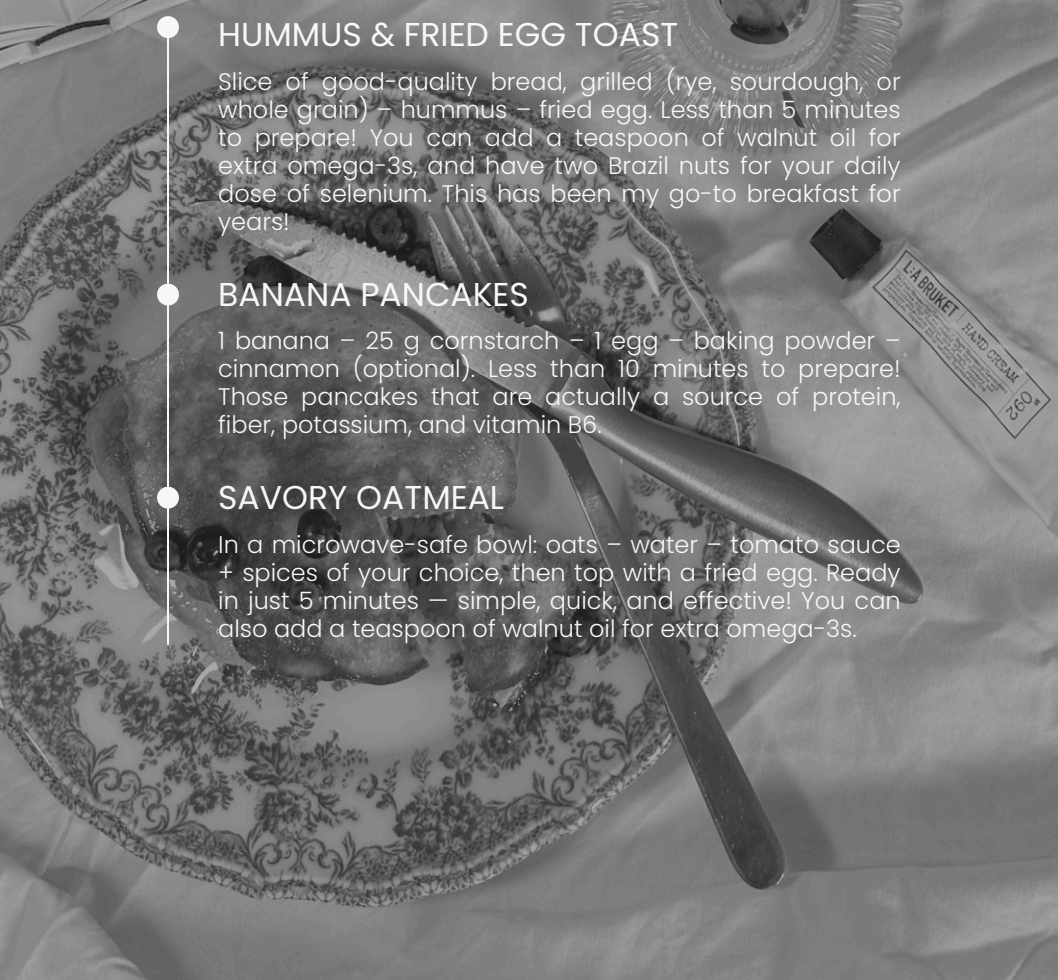 HUMMUS & FRIED EGG TOAST
Slice of good-quality bread, grilled (rye, sourdough, or
whole grain) – hummus – fried egg. Less than 5 minutes
to prepare! You can add a teaspoon of walnut oil for
extra omega-3s, and have two Brazil nuts for your daily
dose of selenium. This has been my go-to breakfast for
years!
BANANA PANCAKES
1 banana – 25 g cornstarch – 1 egg – baking powder –
cinnamon (optional). Less than 10 minutes to prepare!
Those pancakes that are actually a source of protein,
fiber, potassium, and vitamin B6.
SAVORY OATMEAL
In a microwave-safe bowl: oats – water – tomato sauce
+ spices of your choice, then top with a fried egg. Ready
in just 5 minutes — simple, quick, and effective! You can
also add a teaspoon of walnut oil for extra omega-3s.
L:A BRUKET
HAND CREAM
092